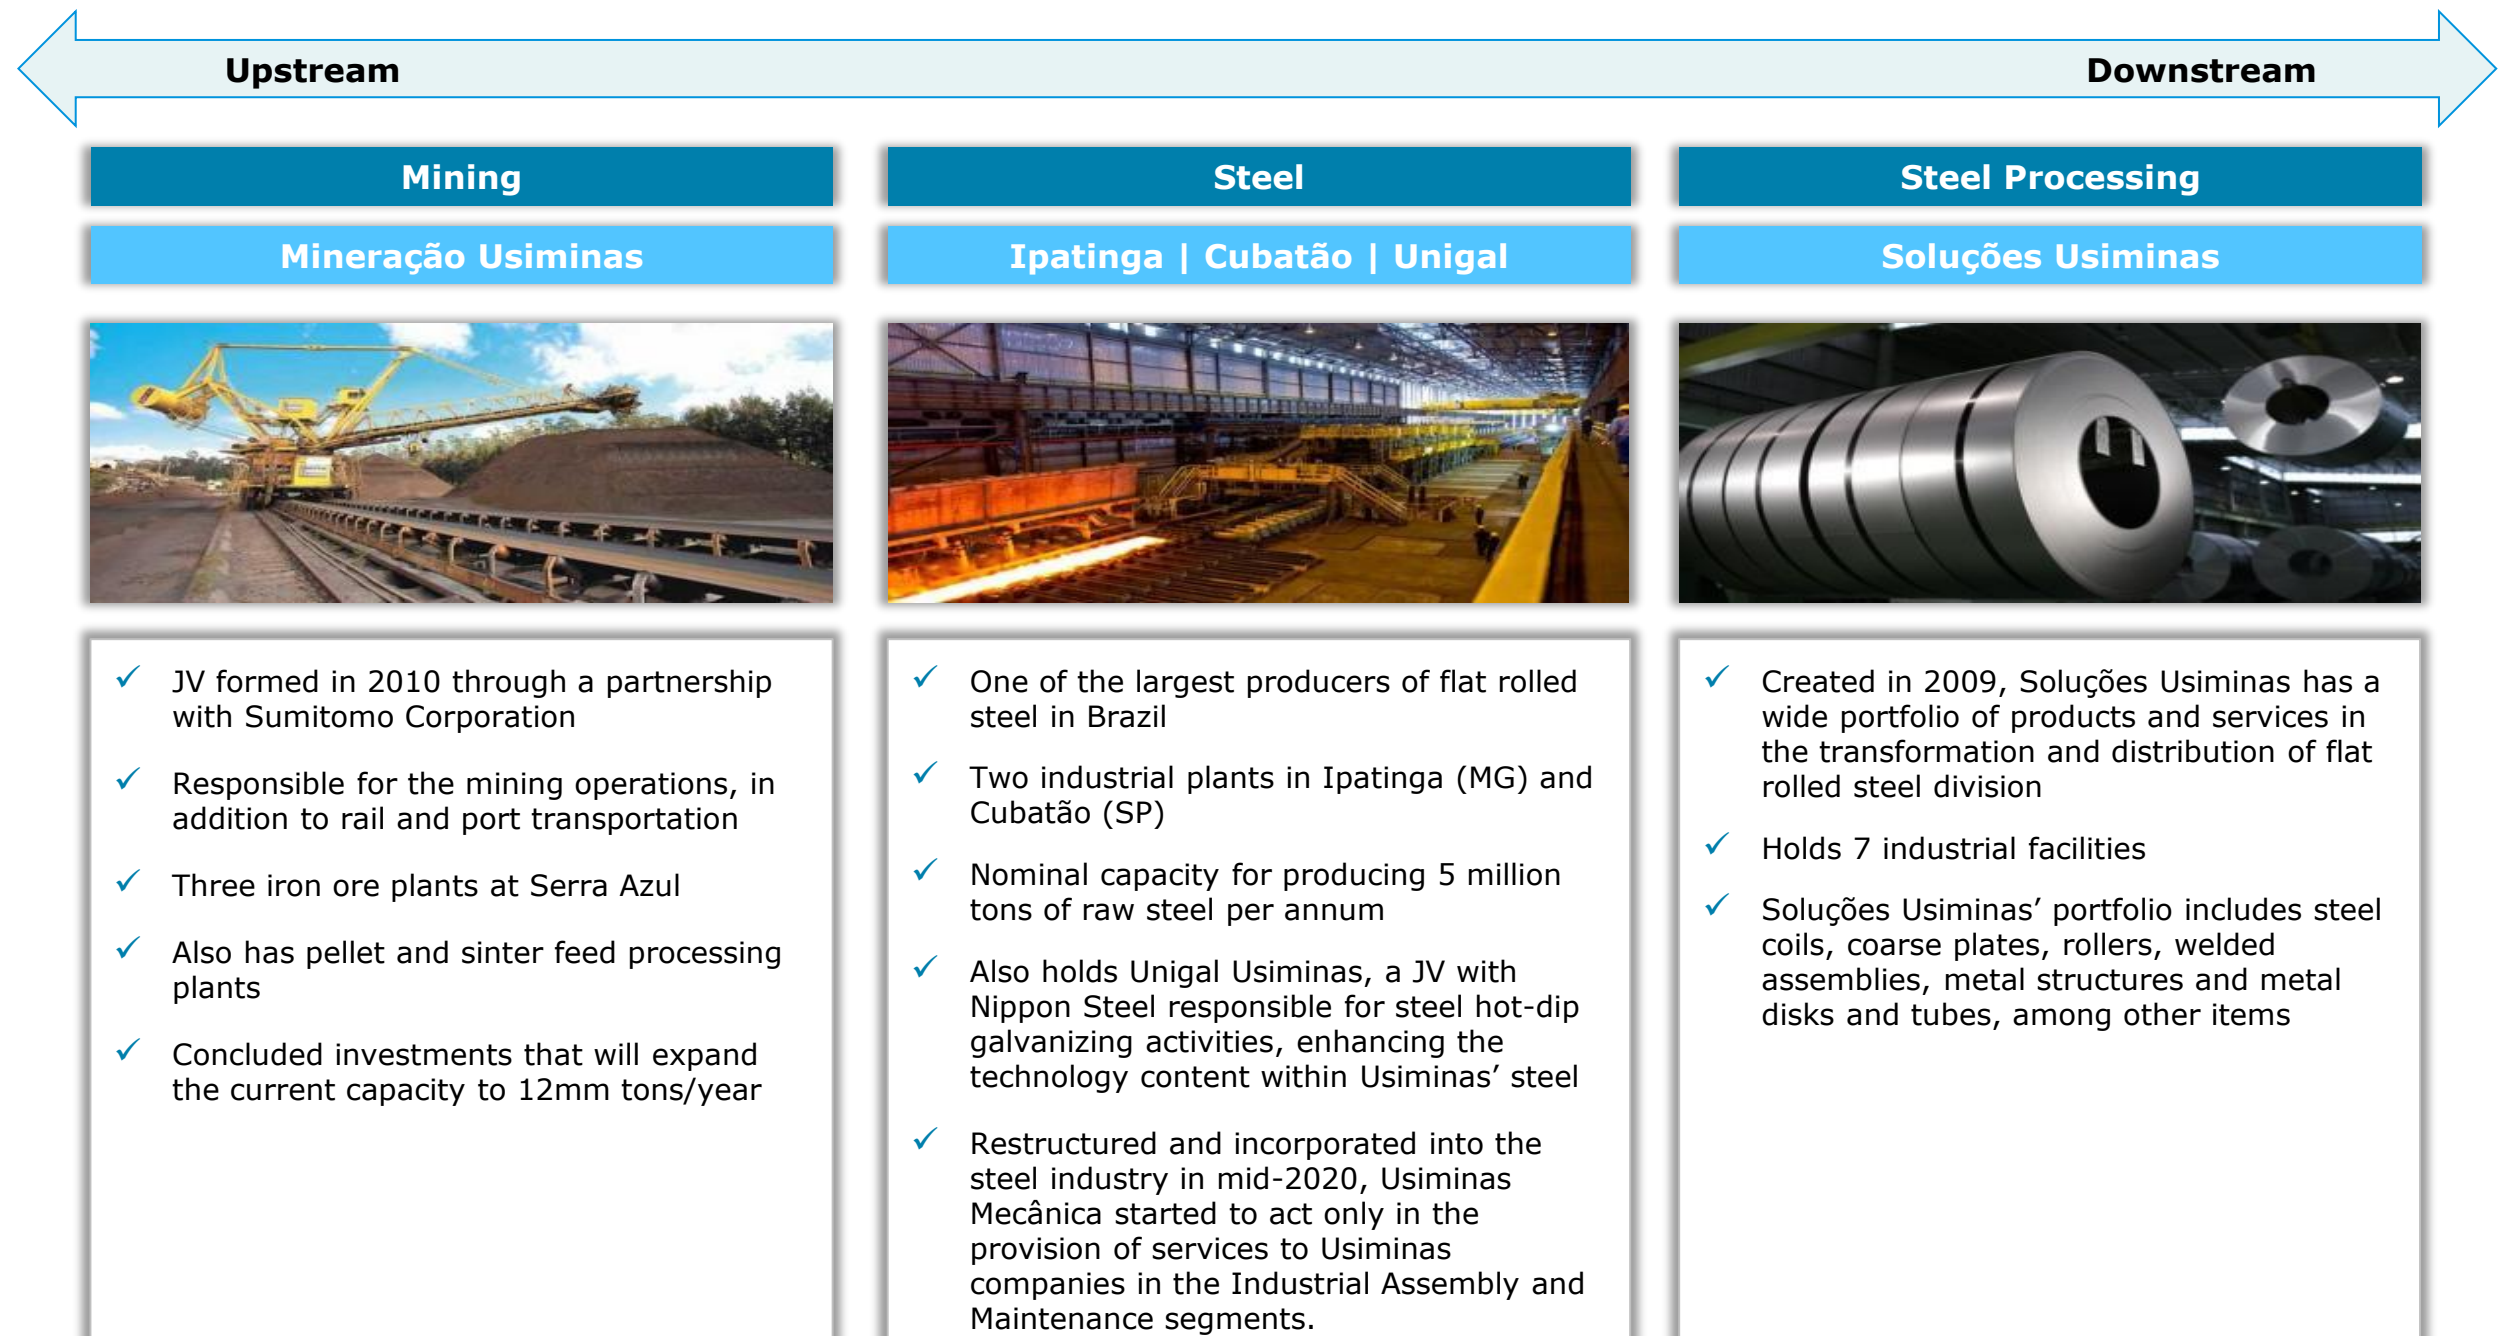 Upstream
Downstream
Mining
Mineração Usiminas
JV formed in 2010 through a partnership
with Sumitomo Corporation
Responsible for the mining operations, in
addition to rail and port transportation
Three iron ore plants at Serra Azul
Also has pellet and sinter feed processing
plants
Concluded investments that will expand
the current capacity to 12mm tons/year
Steel
Ipatinga | Cubatão | Unigal
One of the largest producers of flat rolled
steel in Brazil
Two industrial plants in Ipatinga (MG) and
Cubatão (SP)
Nominal capacity for producing 5 million
tons of raw steel per annum
Also holds Unigal Usiminas, a JV with
Nippon Steel responsible for steel hot-dip
galvanizing activities, enhancing the
technology content within Usiminas’ steel
Restructured and incorporated into the
steel industry in mid-2020, Usiminas
Mecânica started to act only in the
provision of services to Usiminas
companies in the Industrial Assembly and
Maintenance segments.
Steel Processing
Soluções Usiminas
Created in 2009, Soluções Usiminas has a
wide portfolio of products and services in
the transformation and distribution of flat
rolled steel division
Holds 7 industrial facilities
Soluções Usiminas’ portfolio includes steel
coils, coarse plates, rollers, welded
assemblies, metal structures and metal
disks and tubes, among other items